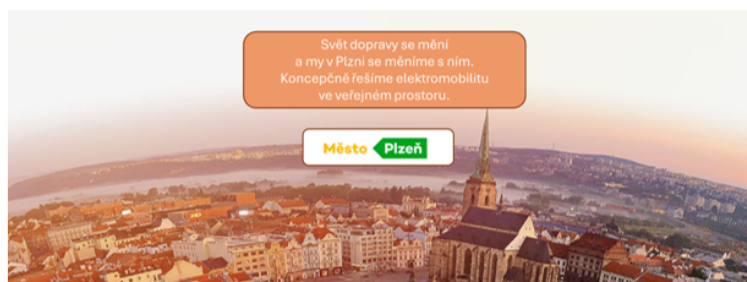 Svět dopravy se mění
a my v Plzni se měníme s ním.
Koncepčně řešíme elektromobilitu
ve veřejném prostoru.
Město Plzeň